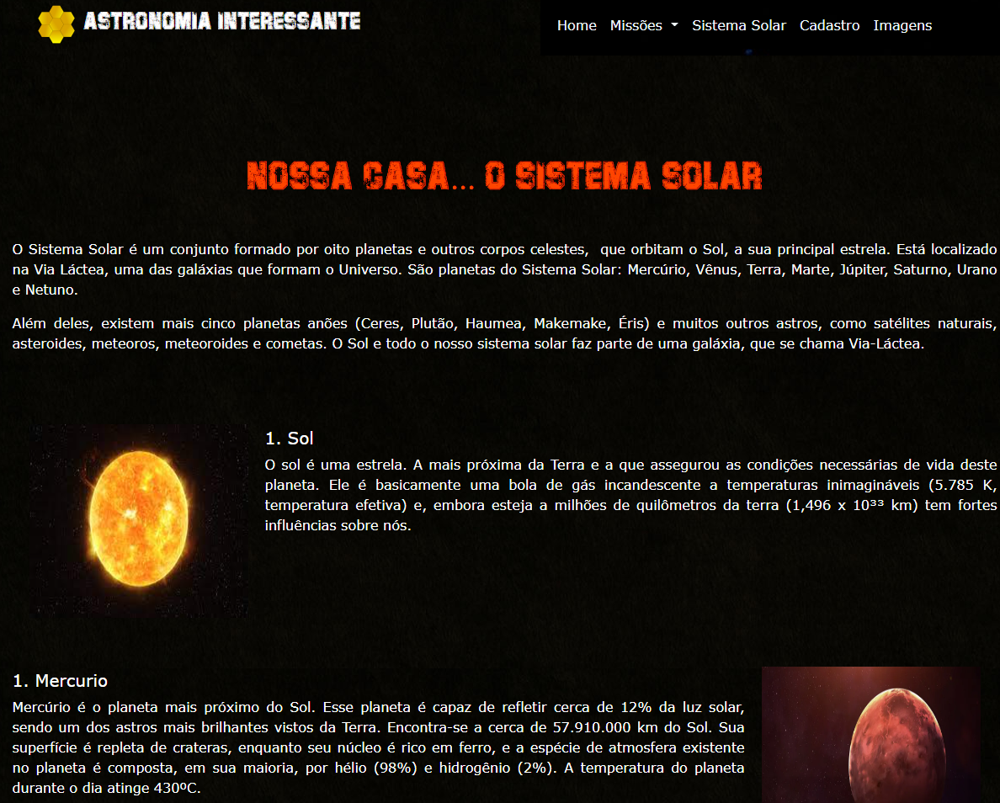 ASTRONOMIA INTERESSANTE
Home Missões Sistema Solar Cadastro Imagens
NOSSA CASA... O SISTEMA SOLAR
O Sistema Solar é um conjunto formado por oito planetas e outros corpos celestes, que orbitam o Sol, a sua principal estrela. Está localizado
na Via Láctea, uma das galáxias que formam o Universo. São planetas do Sistema Solar: Mercúrio, Vênus, Terra, Marte, Júpiter, Saturno, Urano
e Netuno.
Além deles, existem mais cinco planetas anões (Ceres, Plutão, Haumea, Makemake, Éris) e muitos outros astros, como satélites naturais,
asteroides, meteoros, meteoroides e cometas. O Sol e todo o nosso sistema solar faz parte de uma galáxia, que se chama Via-Láctea.
1. Sol
O sol é uma estrela. A mais próxima da Terra e a que assegurou as condições necessárias de vida deste
planeta. Ele é basicamente uma bola de gás incandescente a temperaturas inimagináveis (5.785 K,
temperatura efetiva) e, embora esteja a milhões de quilômetros da terra (1,496 x 10³³ km) tem fortes
influências sobre nós.
1. Mercurio
Mercúrio é o planeta mais próximo do Sol. Esse planeta é capaz de refletir cerca de 12% da luz solar,
sendo um dos astros mais brilhantes vistos da Terra. Encontra-se a cerca de 57.910.000 km do Sol. Sua
superfície é repleta de crateras, enquanto seu núcleo é rico em ferro, e a espécie de atmosfera existente
no planeta é composta, em sua maioria, por hélio (98%) e hidrogênio (2%). A temperatura do planeta
durante o dia atinge 430ºC.